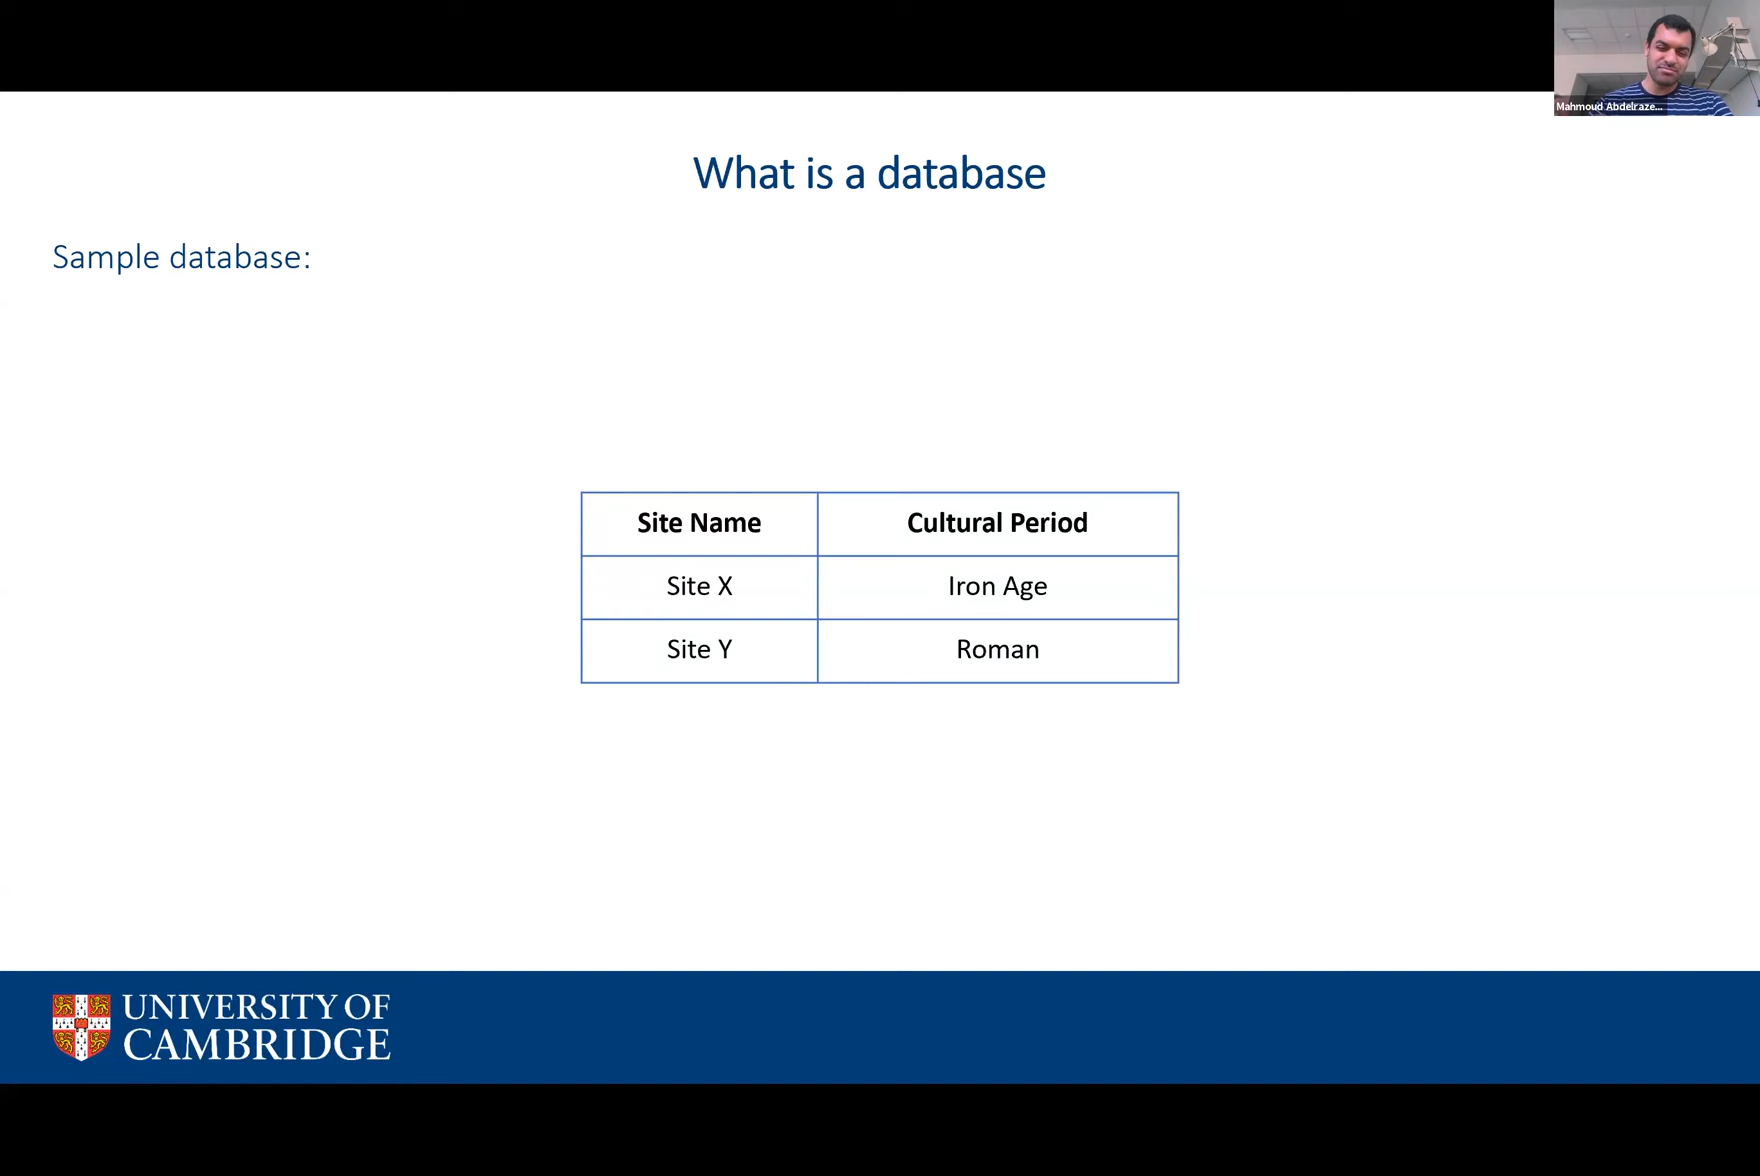 Mahmoud Abdelraze...
What is a database
Sample database:
Site Name Cultural Period
Site X Iron Age
Site Y Roman
UNIVERSITY OF
CAMBRIDGE